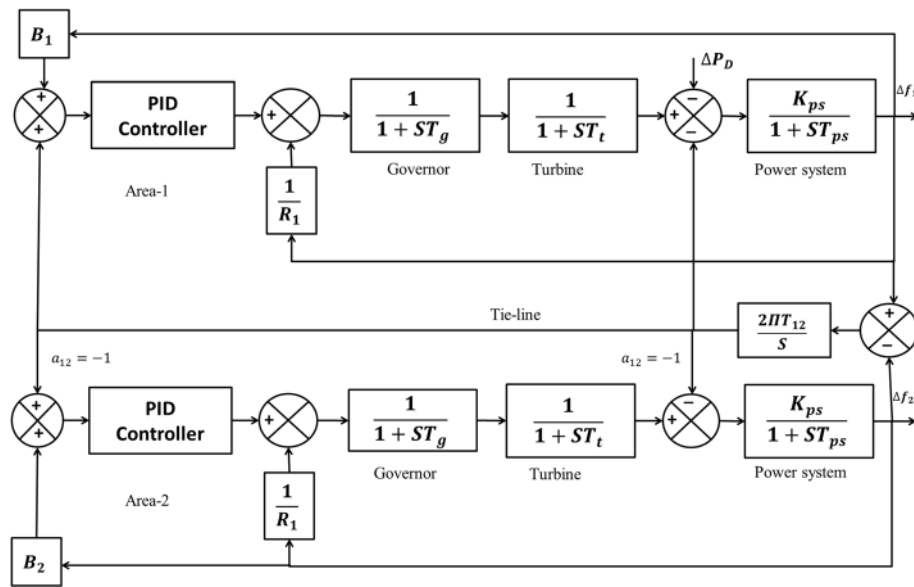 B₁
ΔP_D
+
+
PID
Controller
+
1
1 + ST_g
1
1 + ST_t
−
+
−
K_ps
1 + ST_ps
Δf₁
Governor
Turbine
Power system
Area-1
1
R₁
Tie-line
2ΠT₁₂
S
+
−
a₁₂ = −1
a₁₂ = −1
+
+
PID
Controller
+
1
1 + ST_g
1
1 + ST_t
−
+
K_ps
1 + ST_ps
Δf₂
Governor
Turbine
Power system
Area-2
1
R₁
B₂